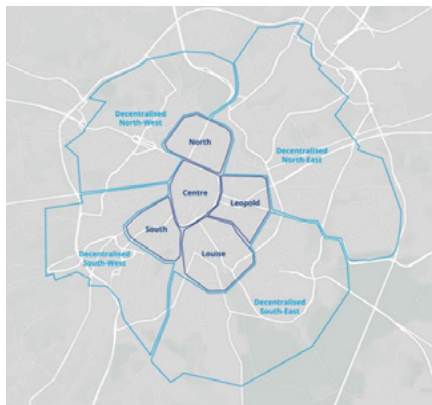 Decentralised
North-West
North
Decentralised
North-East
Centre
Leopold
South
Decentralised
South-West
Louise
Decentralised
South-East